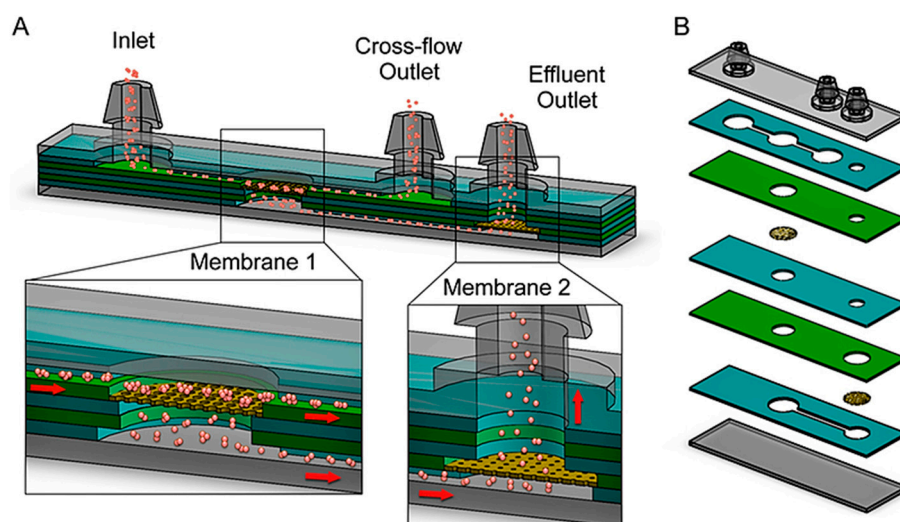 A
B
Inlet
Cross-flow
Outlet
Effluent
Outlet
Membrane 1
Membrane 2